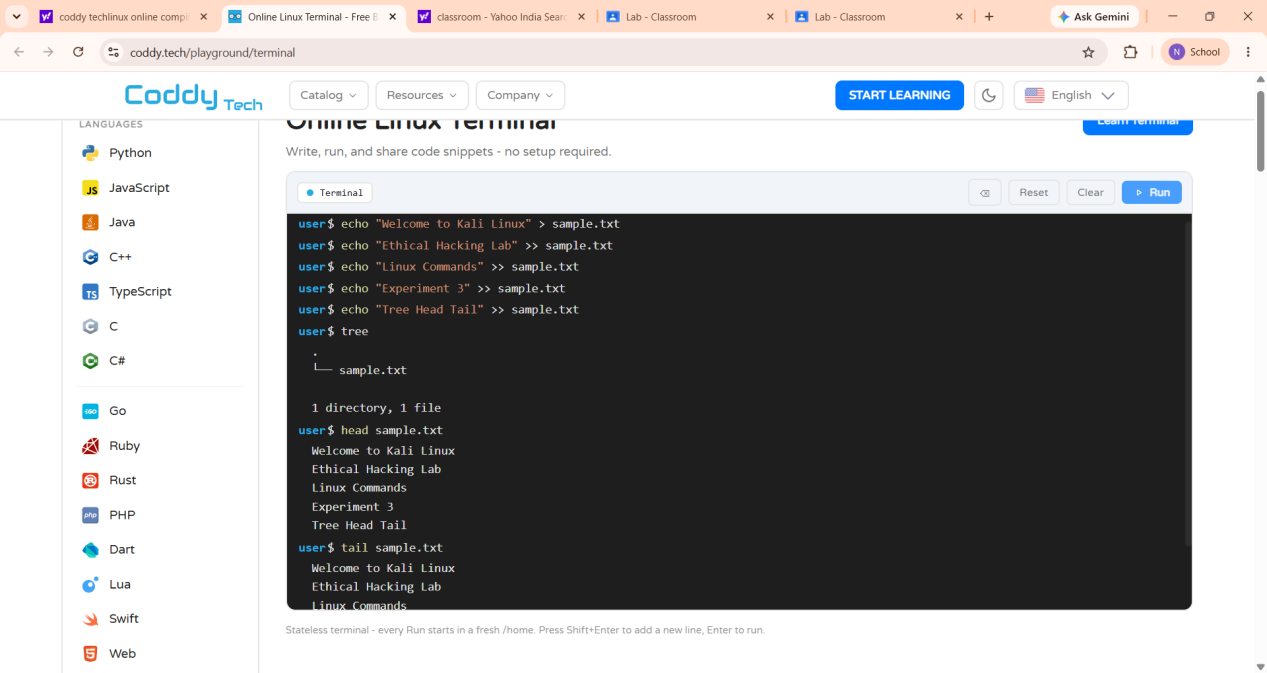 coddy techlinux online compil
Online Linux Terminal - Free B
classroom - Yahoo India Searc
Lab - Classroom
Lab - Classroom
Ask Gemini
coddy.tech/playground/terminal
N School
Coddy Tech
Catalog
Resources
Company
START LEARNING
English
LANGUAGES
Python
JavaScript
Java
C++
TypeScript
C
C#
Go
Ruby
Rust
PHP
Dart
Lua
Swift
Web
Online Linux Terminal
Learn Terminal
Write, run, and share code snippets - no setup required.
Terminal
Reset
Clear
Run
user$ echo "Welcome to Kali Linux" > sample.txt
user$ echo "Ethical Hacking Lab" >> sample.txt
user$ echo "Linux Commands" >> sample.txt
user$ echo "Experiment 3" >> sample.txt
user$ echo "Tree Head Tail" >> sample.txt
user$ tree
.
└── sample.txt
1 directory, 1 file
user$ head sample.txt
Welcome to Kali Linux
Ethical Hacking Lab
Linux Commands
Experiment 3
Tree Head Tail
user$ tail sample.txt
Welcome to Kali Linux
Ethical Hacking Lab
Linux Commands
Stateless terminal - every Run starts in a fresh /home. Press Shift+Enter to add a new line, Enter to run.